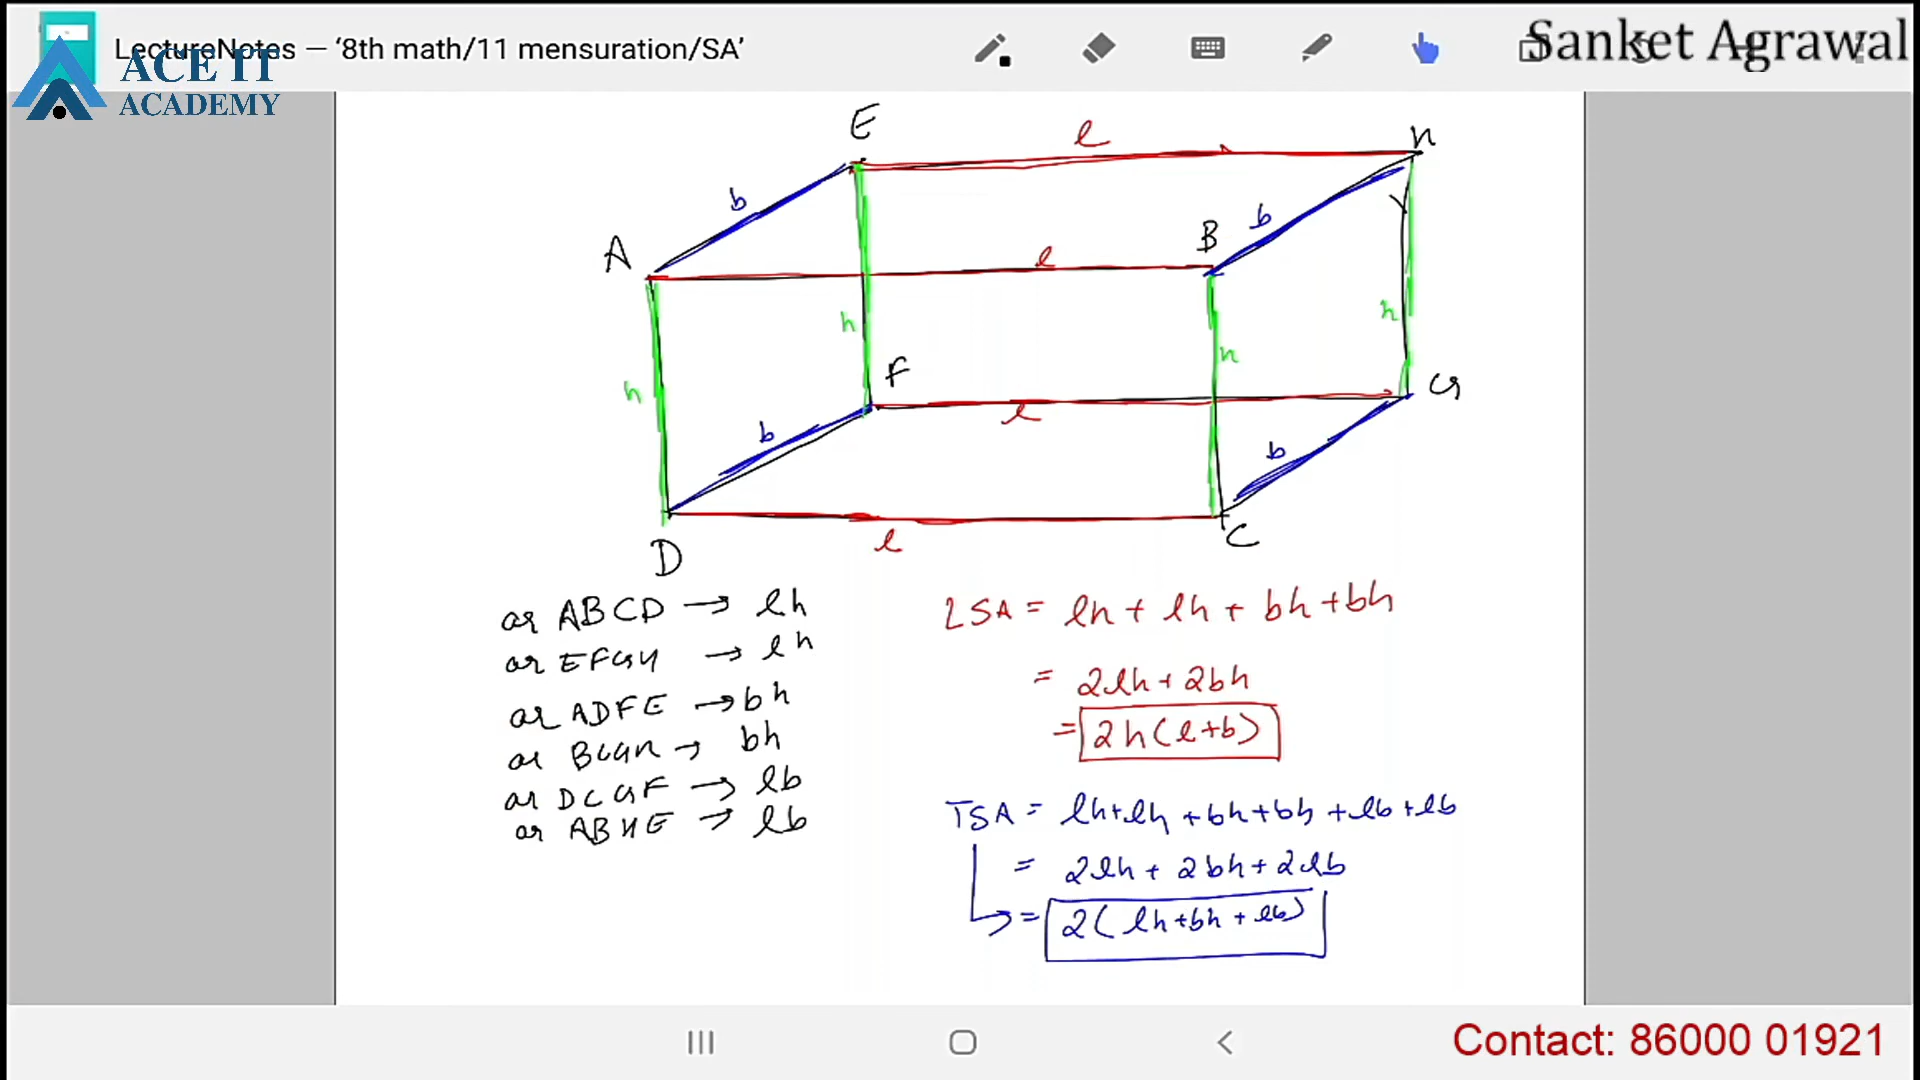 LectureNotes – ‘8th math/11 mensuration/SA’
Sanket Agrawal
ACE IT
ACADEMY
E
l
H
b
b
A
l
B
h
h
h
h
F
G
l
b
b
D
l
C
ar ABCD → lh
ar EFGH → lh
ar ADFE → bh
ar BCGH → bh
ar DCGF → lb
ar ABHE → lb
LSA = lh + lh + bh + bh
= 2lh + 2bh
= 2h(l+b)
TSA = lh+lh + bh+bh + lb + lb
= 2lh + 2bh + 2lb
= 2(lh+bh + lb)
Contact: 86000 01921